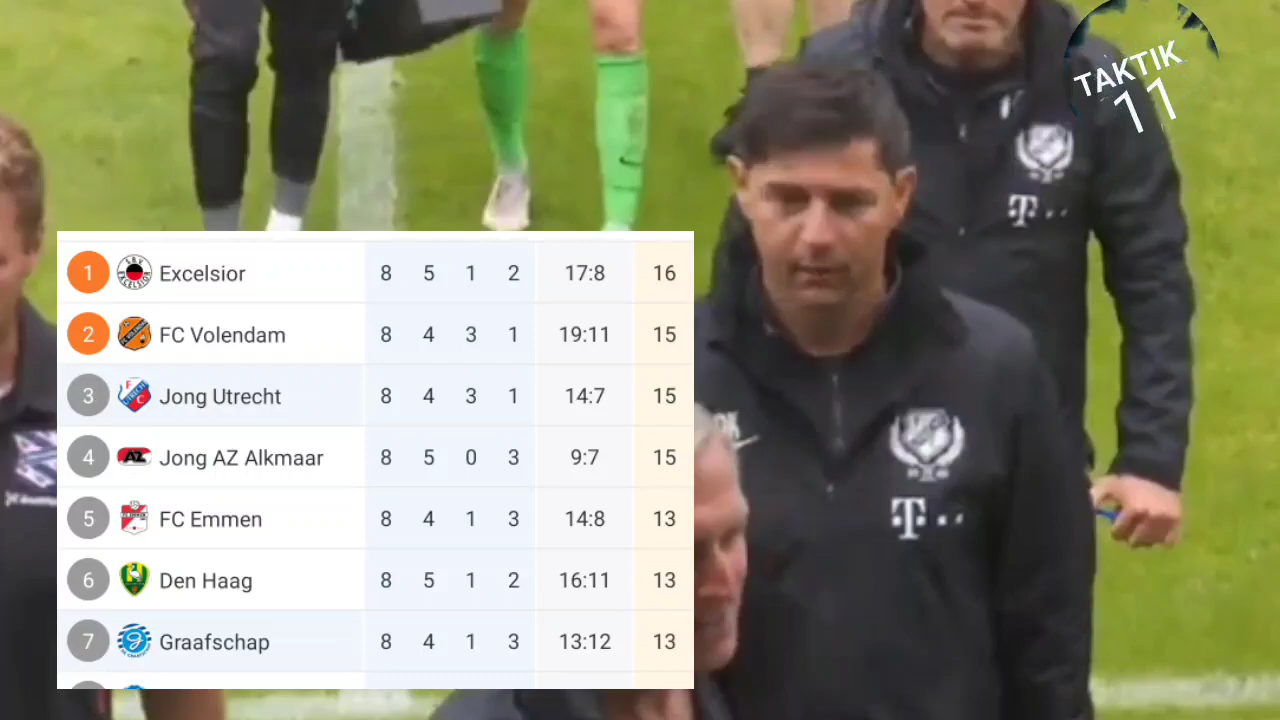 TAKTIK
11
1 Excelsior 8 5 1 2 17:8 16
2 FC Volendam 8 4 3 1 19:11 15
3 Jong Utrecht 8 4 3 1 14:7 15
4 AZ Jong AZ Alkmaar 8 5 0 3 9:7 15
5 FC Emmen 8 4 1 3 14:8 13
6 Den Haag 8 5 1 2 16:11 13
7 Graafschap 8 4 1 3 13:12 13
T
T